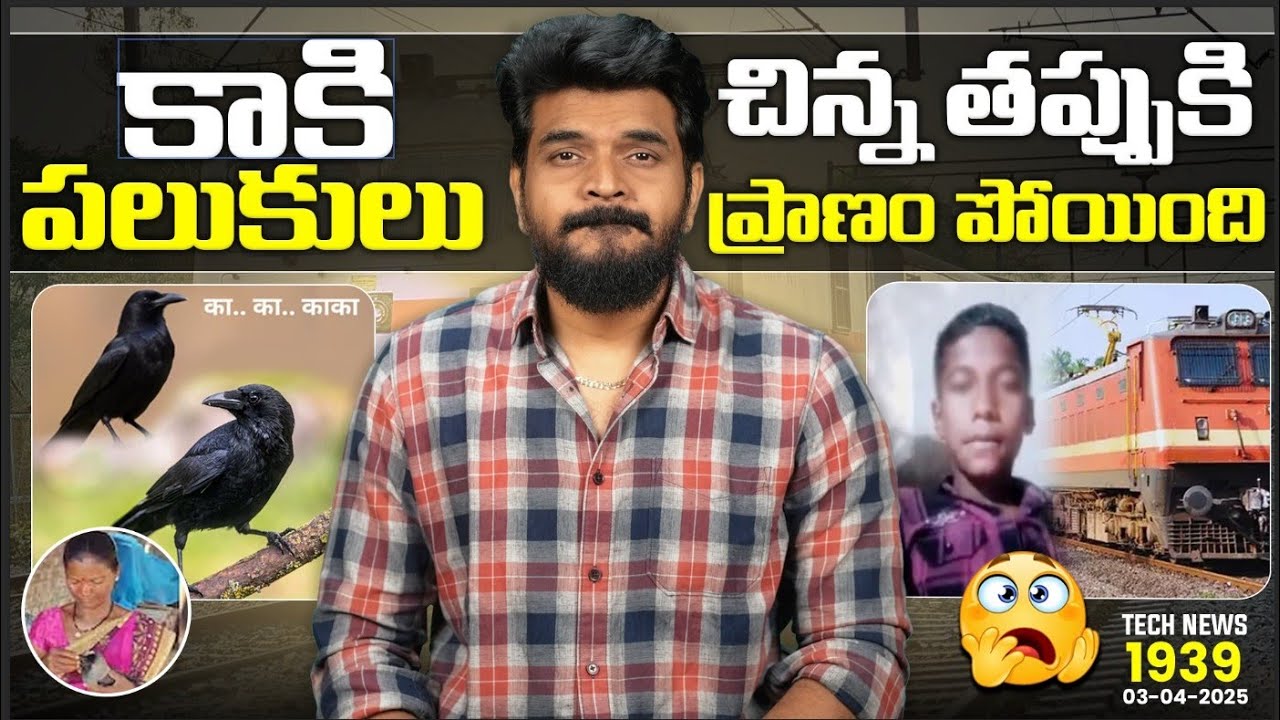 కాకి
పలుకులు
చిన్న తప్పుకి
ప్రాణం పోయింది
का.. का.. काका
TECH NEWS
1939
03-04-2025